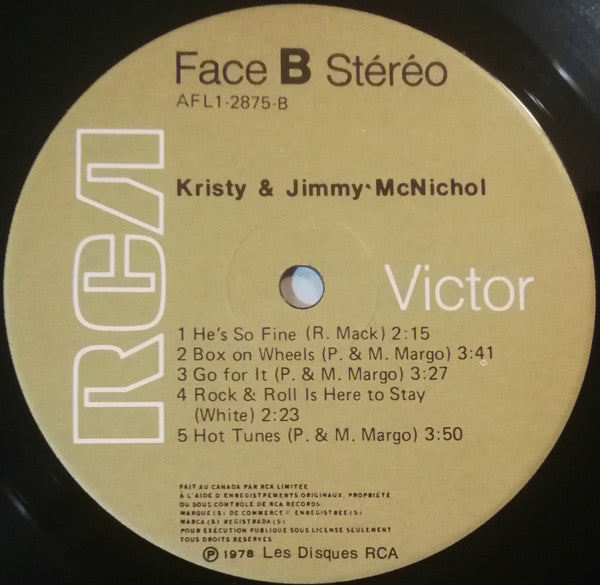 Face B Stéréo
AFL1-2875-B
Kristy & Jimmy McNichol
RCA
Victor
1 He's So Fine (R. Mack) 2:15
2 Box on Wheels (P. & M. Margo) 3:41
3 Go for It (P. & M. Margo) 3:27
4 Rock & Roll Is Here to Stay
(White) 2:23
5 Hot Tunes (P. & M. Margo) 3:50
FAIT AU CANADA PAR RCA LIMITEE
À L'AIDE D'ENREGISTREMENTS ORIGINAUX, PROPRIÉTÉ
OU SOUS CONTROLE DE RCA RECORDS
MARQUE(S) DE COMMERCE ENREGISTREE(S)
MARCA(S) REGISTRADA(S)
POUR EXÉCUTION PUBLIQUE SOUS LICENSE SEULEMENT
TOUS DROITS RESERVES
Ⓟ 1978 Les Disques RCA